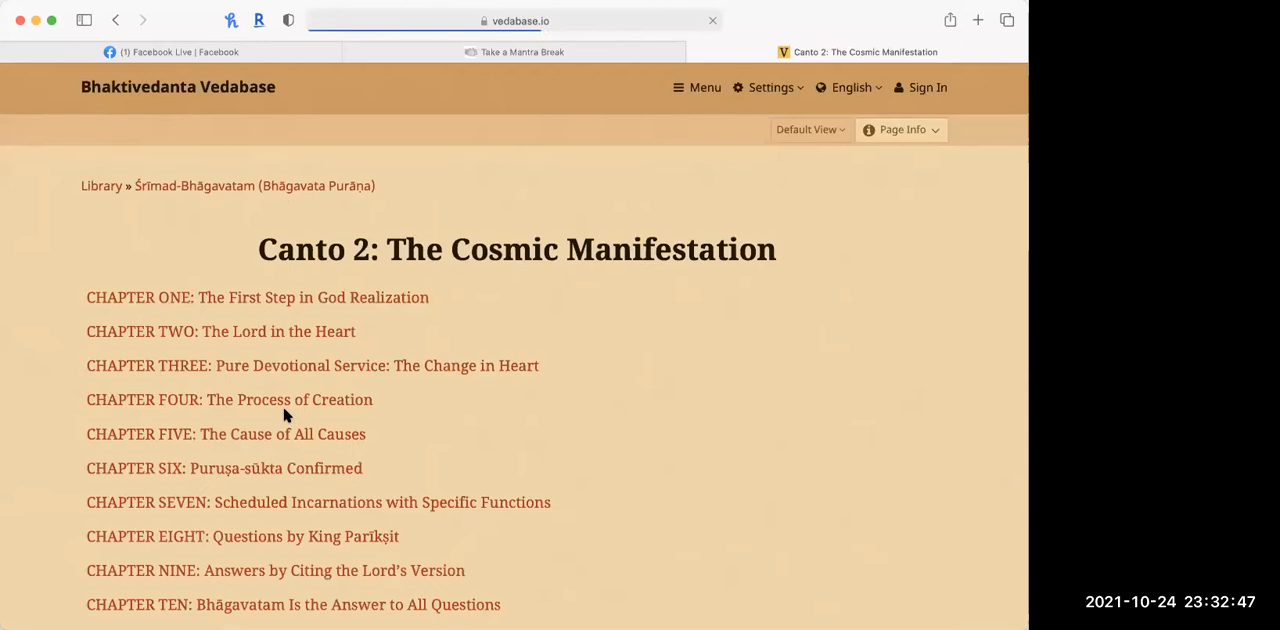 vedabase.io
(1) Facebook Live | Facebook
Take a Mantra Break
Canto 2: The Cosmic Manifestation
Bhaktivedanta Vedabase
Menu
Settings
English
Sign In
Default View
Page Info
Library » Śrīmad-Bhāgavatam (Bhāgavata Purāṇa)
Canto 2: The Cosmic Manifestation
CHAPTER ONE: The First Step in God Realization
CHAPTER TWO: The Lord in the Heart
CHAPTER THREE: Pure Devotional Service: The Change in Heart
CHAPTER FOUR: The Process of Creation
CHAPTER FIVE: The Cause of All Causes
CHAPTER SIX: Puruṣa-sūkta Confirmed
CHAPTER SEVEN: Scheduled Incarnations with Specific Functions
CHAPTER EIGHT: Questions by King Parīkṣit
CHAPTER NINE: Answers by Citing the Lord’s Version
CHAPTER TEN: Bhāgavatam Is the Answer to All Questions
2021-10-24 23:32:47